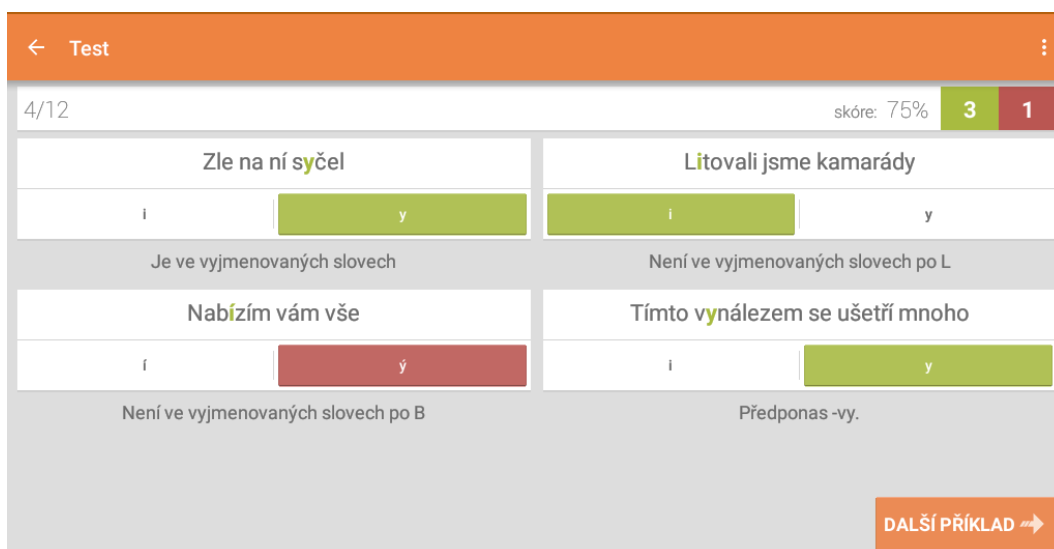 Test
4/12 skóre: 75% 3 1
Zle na ní syčel
i y
Je ve vyjmenovaných slovech
Litovali jsme kamarády
i y
Není ve vyjmenovaných slovech po L
Nabízím vám vše
í ý
Není ve vyjmenovaných slovech po B
Tímto vynálezem se ušetří mnoho
i y
Předponas -vy.
DALŠÍ PŘÍKLAD